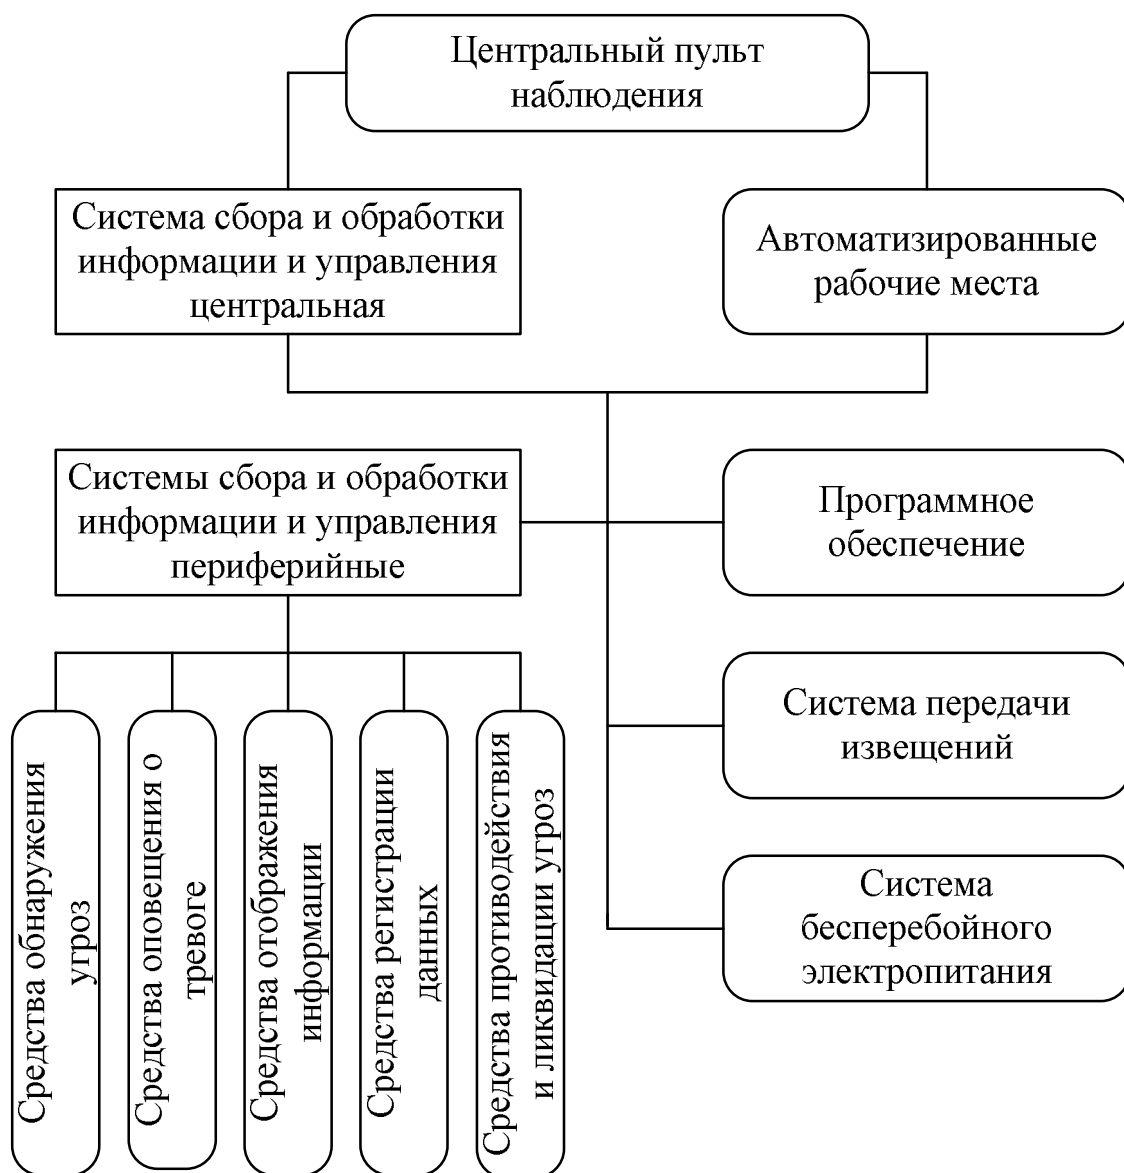 Центральный пульт
наблюдения
Система сбора и обработки
информации и управления
центральная
Автоматизированные
рабочие места
Системы сбора и обработки
информации и управления
периферийные
Программное
обеспечение
Система передачи
извещений
Система
бесперебойного
электропитания
Средства обнаружения
угроз
Средства оповещения о
тревоге
Средства отображения
информации
Средства регистрации
данных
Средства противодействия
и ликвидации угроз